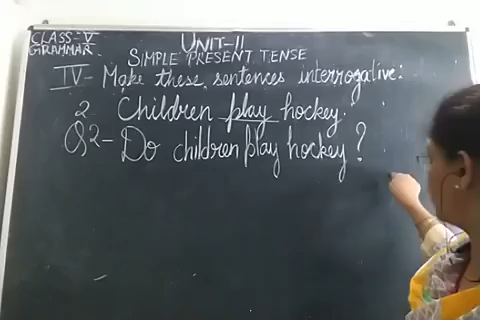 CLASS-V
GRAMMAR
UNIT-II
SIMPLE PRESENT TENSE
IV- Make these sentences interrogative:
2 Children play hockey.
Q2- Do children play hockey?